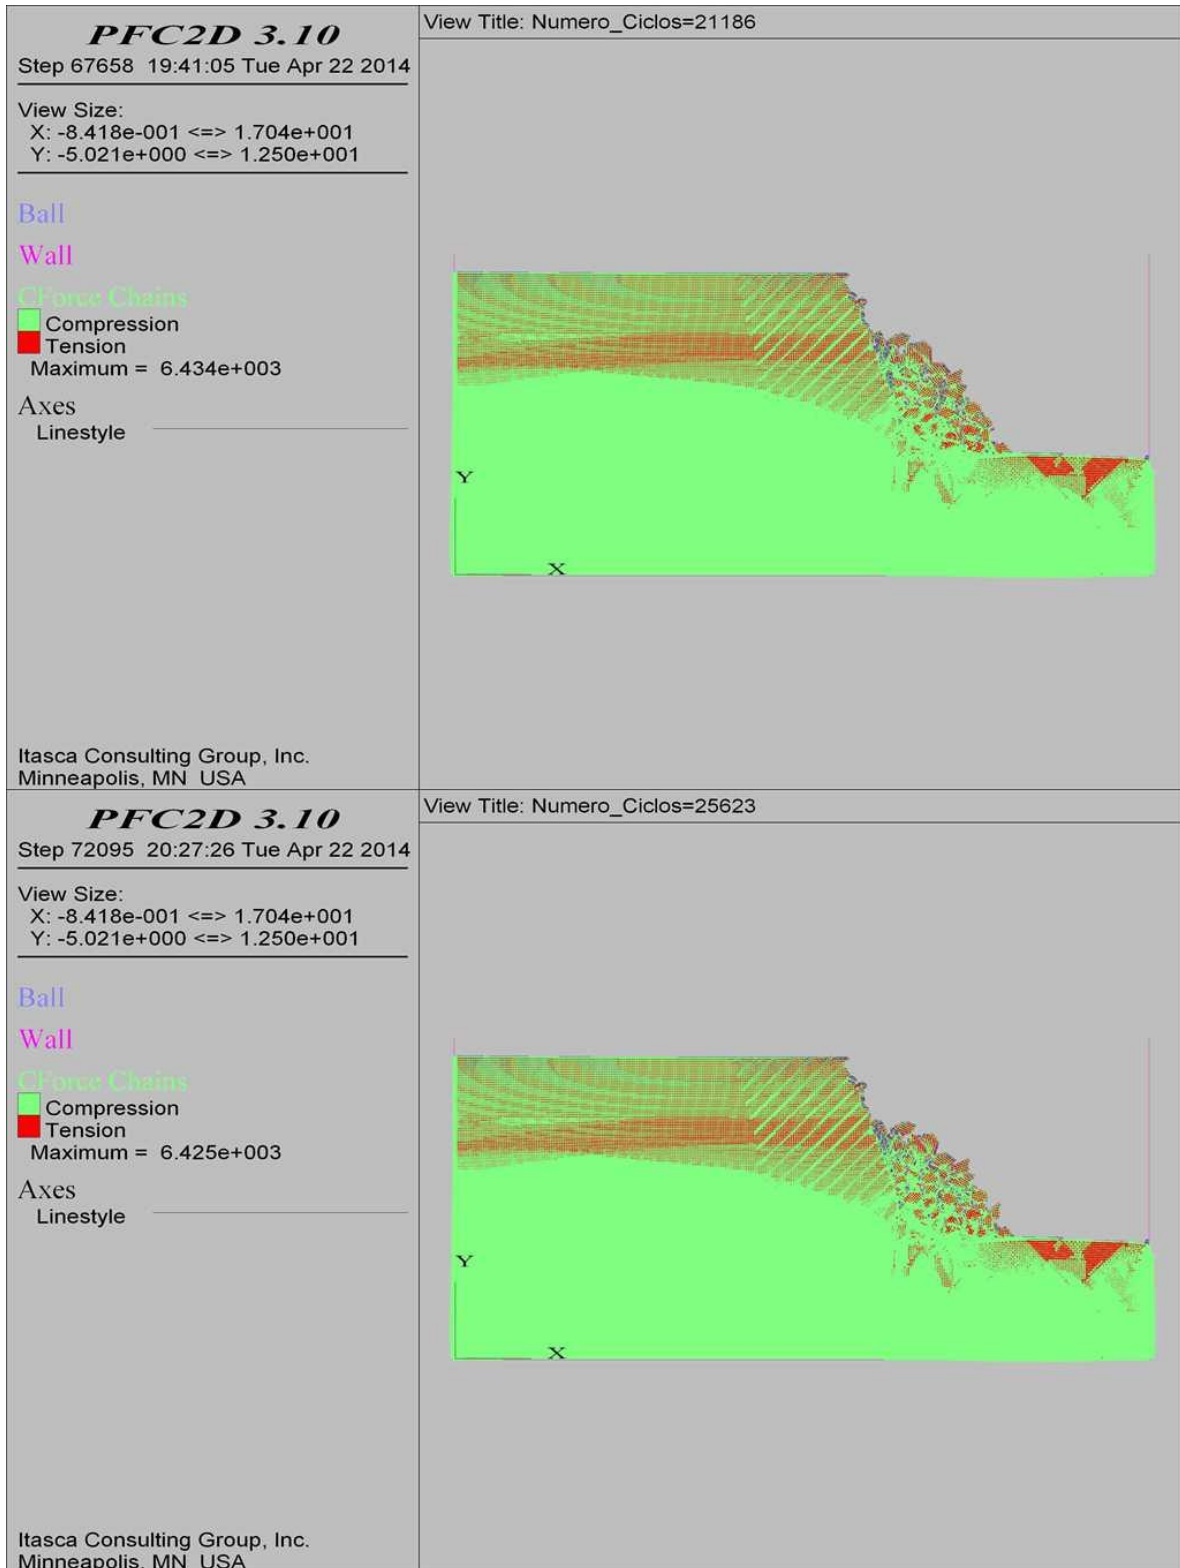 PFC2D 3.10
Step 67658 19:41:05 Tue Apr 22 2014
View Size:
X: -8.418e-001 <=> 1.704e+001
Y: -5.021e+000 <=> 1.250e+001
Ball
Wall
CForce Chains
Compression
Tension
Maximum = 6.434e+003
Axes
Linestyle
Itasca Consulting Group, Inc.
Minneapolis, MN USA
View Title: Numero_Ciclos=21186
Y
X
PFC2D 3.10
Step 72095 20:27:26 Tue Apr 22 2014
View Size:
X: -8.418e-001 <=> 1.704e+001
Y: -5.021e+000 <=> 1.250e+001
Ball
Wall
CForce Chains
Compression
Tension
Maximum = 6.425e+003
Axes
Linestyle
Itasca Consulting Group, Inc.
Minneapolis, MN USA
View Title: Numero_Ciclos=25623
Y
X